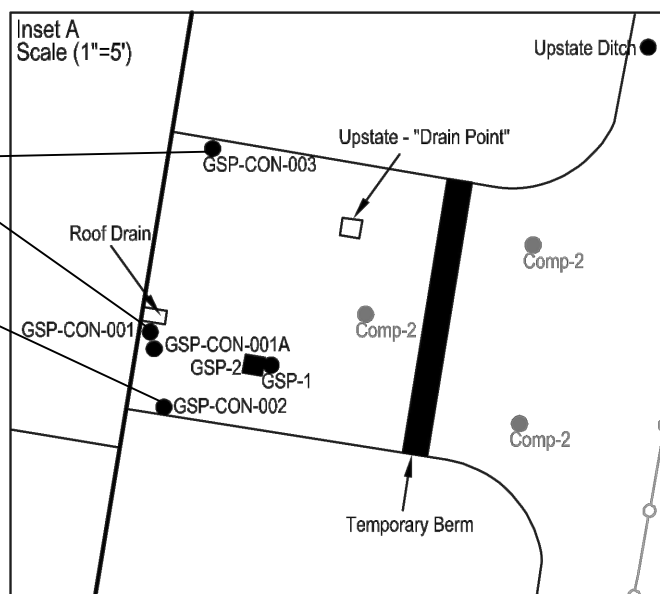 Inset A
Scale (1"=5')
Upstate Ditch
Upstate - "Drain Point"
GSP-CON-003
Roof Drain
Comp-2
GSP-CON-001
Comp-2
GSP-CON-001A
GSP-2
GSP-1
GSP-CON-002
Comp-2
Temporary Berm